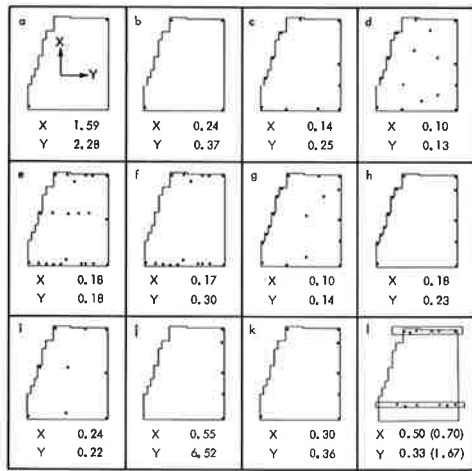 a
X
Y
X 1.59
Y 2.28
b
X 0.24
Y 0.37
c
X 0.14
Y 0.25
d
X 0.10
Y 0.13
e
X 0.18
Y 0.18
f
X 0.17
Y 0.30
g
X 0.10
Y 0.14
h
X 0.18
Y 0.23
i
X 0.24
Y 0.22
j
X 0.55
Y 6.52
k
X 0.30
Y 0.36
l
X 0.50 (0.70)
Y 0.33 (1.67)